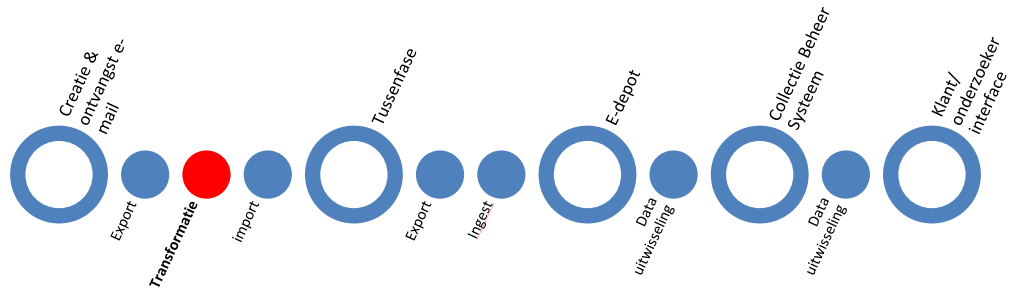 Creatie &
ontvangst e-
mail
Export
Transformatie
import
Tussenfase
Export
Ingest
E-depot
Data
uitwisseling
Collectie Beheer
Systeem
Data
uitwisseling
Klant/
onderzoeker
interface